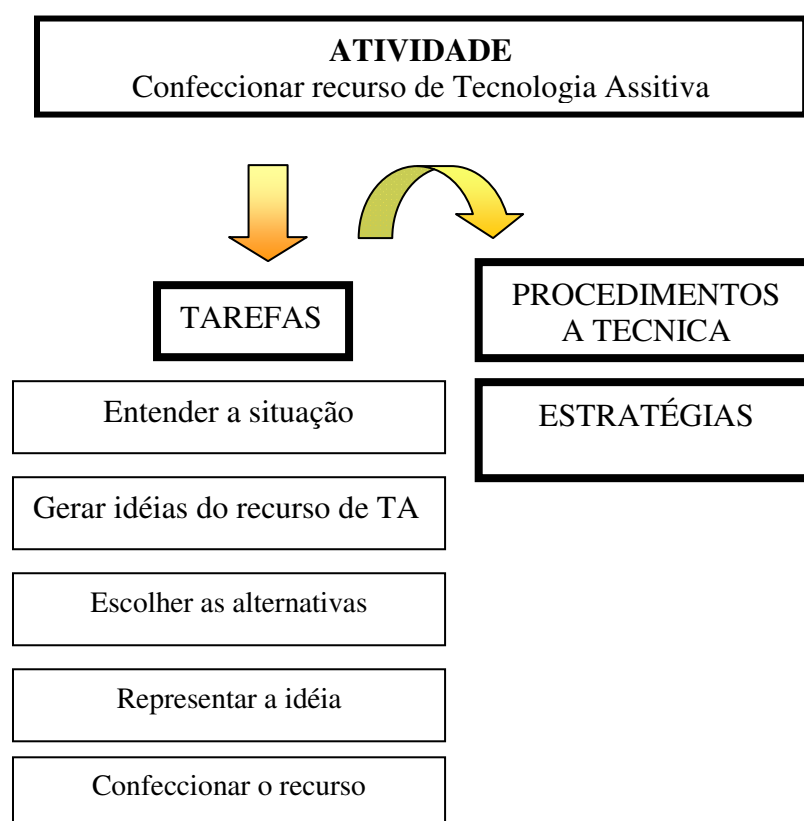 ATIVIDADE
Confeccionar recurso de Tecnologia Assitiva
TAREFAS
PROCEDIMENTOS
A TECNICA
Entender a situação
ESTRATÉGIAS
Gerar idéias do recurso de TA
Escolher as alternativas
Representar a idéia
Confeccionar o recurso